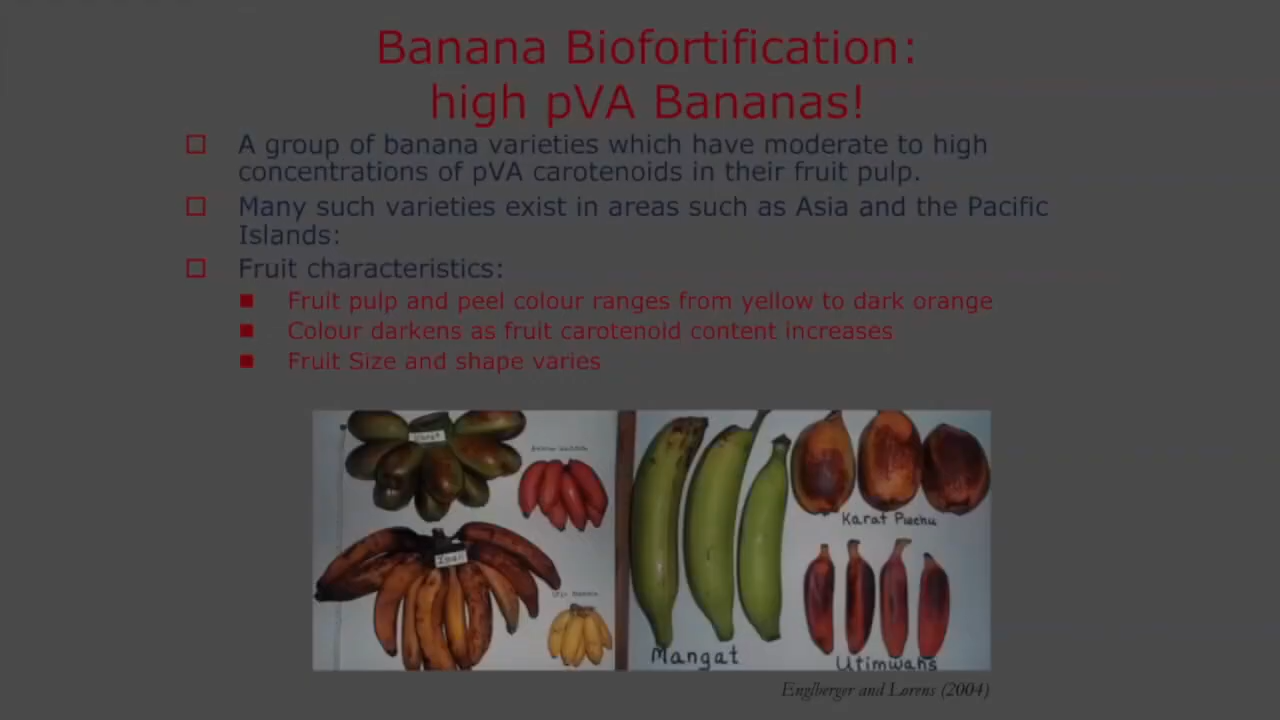 Banana Biofortification:
high pVA Bananas!
A group of banana varieties which have moderate to high
concentrations of pVA carotenoids in their fruit pulp.
Many such varieties exist in areas such as Asia and the Pacific
Islands:
Fruit characteristics:
Fruit pulp and peel colour ranges from yellow to dark orange
Colour darkens as fruit carotenoid content increases
Fruit Size and shape varies
Karat Puechu
Mangat
Utimwahs
Englberger and Lorens (2004)